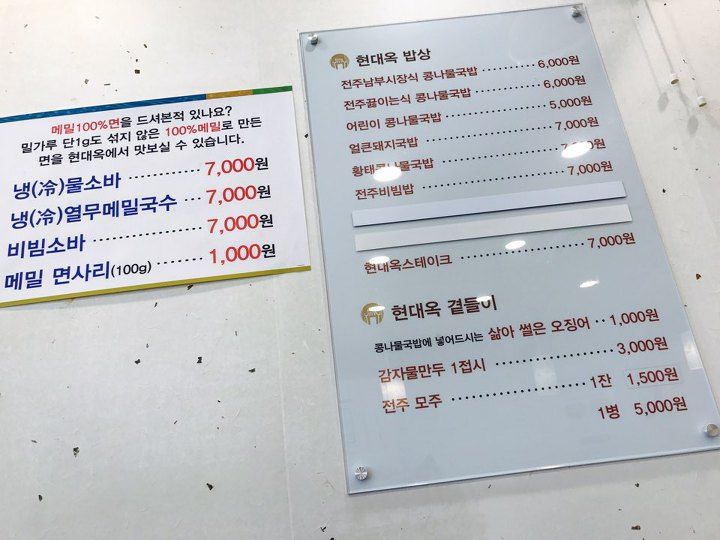 메밀100%면을 드셔본적 있나요?
밀가루 단1g도 섞지 않은 100%메밀로 만든
면을 현대옥에서 맛보실 수 있습니다.
냉(冷)물소바 ············ 7,000원
냉(冷)열무메밀국수 ··· 7,000원
비빔소바 ················ 7,000원
메밀 면사리(100g) ········ 1,000원
현대옥 밥상
전주남부시장식 콩나물국밥 ············ 6,000원
전주끓이는식 콩나물국밥 ·············· 6,000원
어린이 콩나물국밥 ···················· 5,000원
얼큰돼지국밥 ························ 7,000원
황태콩나물국밥 ······················ 7,000원
전주비빔밥 ·························· 7,000원
현대옥스테이크 ······················ 7,000원
현대옥 곁들이
콩나물국밥에 넣어드시는 삶아 썰은 오징어 ·· 1,000원
감자물만두 1접시 ···················· 3,000원
전주 모주 ···················· 1잔 1,500원
1병 5,000원